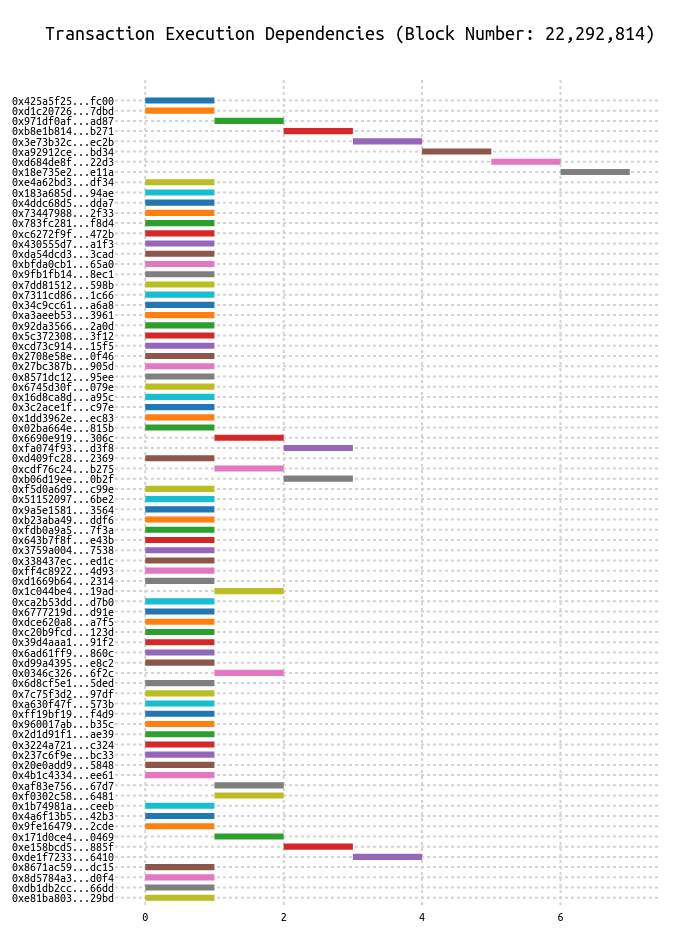 Transaction Execution Dependencies (Block Number: 22,292,814)
0x425a5f25...fc00
0xd1c20726...7dbd
0x971df0af...ad87
0xb8e1b814...b271
0x3e73b32c...ec2b
0xa92912ce...bd34
0xd684de8f...22d3
0x18e735e2...e11a
0xe4a62bd3...df34
0x183a685d...94ae
0x4ddc68d5...dda7
0x73447988...2f33
0x783fc281...f8d4
0xc6272f9f...472b
0x430555d7...a1f3
0xda54dcd3...3cad
0xbfda0cb1...65a0
0x9fb1fb14...8ec1
0x7dd81512...598b
0x7311cd86...1c66
0x34c9cc61...a6a8
0xa3aeeb53...3961
0x92da3566...2a0d
0x5c372308...3f12
0xcd73c914...15f5
0x2708e58e...0f46
0x27bc387b...905d
0x8571dc12...95ee
0x6745d30f...079e
0x16d8ca8d...a95c
0x3c2ace1f...c97e
0x1dd3962e...ec83
0x02ba664e...815b
0x6690e919...306c
0xfa074f93...d3f8
0xd409fc28...2369
0xcdf76c24...b275
0xb06d19ee...0b2f
0xf5d0a6d9...c99e
0x51152097...6be2
0x9a5e1581...3564
0xb23aba49...ddf6
0xfdb0a9a5...7f3a
0x643b7f8f...e43b
0x3759a004...7538
0x338437ec...ed1c
0xff4c8922...4d93
0xd1669b64...2314
0x1c044be4...19ad
0xca2b53dd...d7b0
0x6777219d...d91e
0xdce620a8...a7f5
0xc20b9fcd...123d
0x39d4aaa1...91f2
0x6ad61ff9...860c
0xd99a4395...e8c2
0x0346c326...6f2c
0x6d8cf5e1...5ded
0x7c75f3d2...97df
0xa630f47f...573b
0xff19bf19...f4d9
0x960017ab...b35c
0x2d1d91f1...ae39
0x3224a721...c324
0x237c6f9e...bc33
0x20e0add9...5848
0x4b1c4334...ee61
0xaf83e756...67d7
0xf0302c58...6481
0x1b74981a...ceeb
0x4a6f13b5...42b3
0x9fe16479...2cde
0x171d0ce4...0469
0xe158bcd5...885f
0xde1f7233...6410
0x8671ac59...dc15
0x8d5784a3...d0f4
0xdb1db2cc...66dd
0xe81ba803...29bd
0 2 4 6